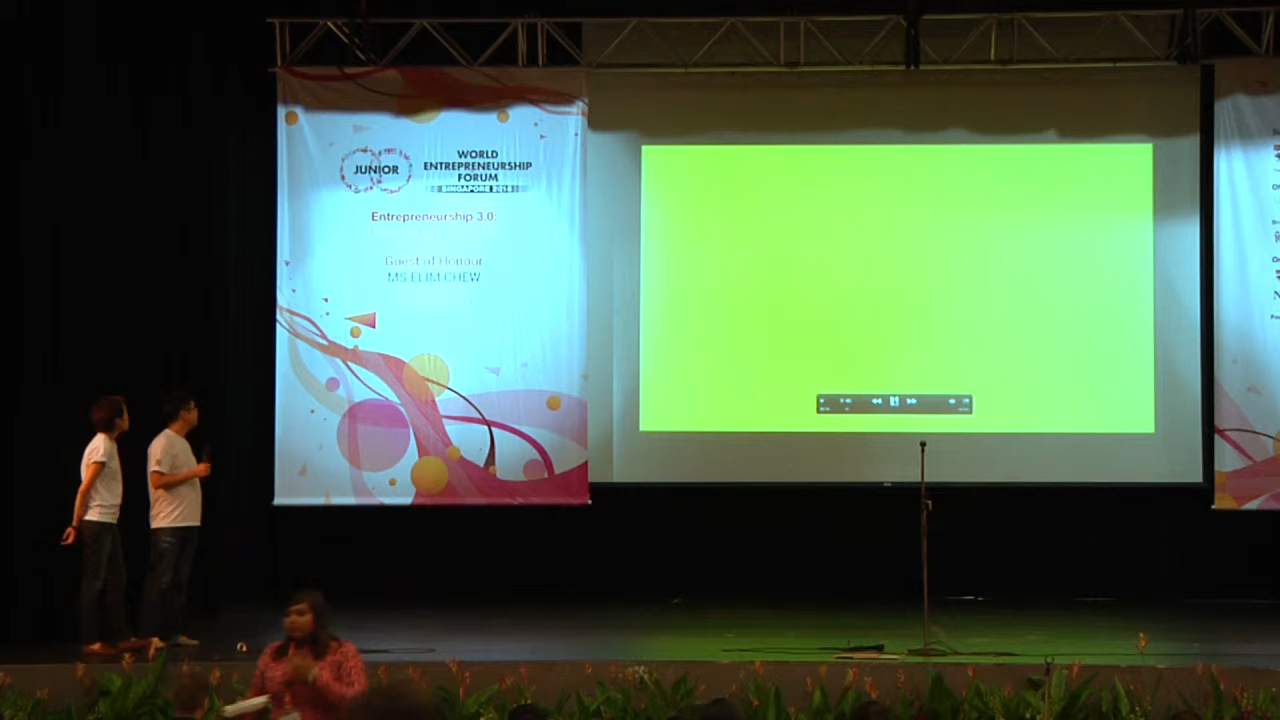 JUNIOR
WORLD
ENTREPRENEURSHIP
FORUM
SINGAPORE
Entrepreneurship 3.0:
Guest of Honour
MS ELIM CHEW